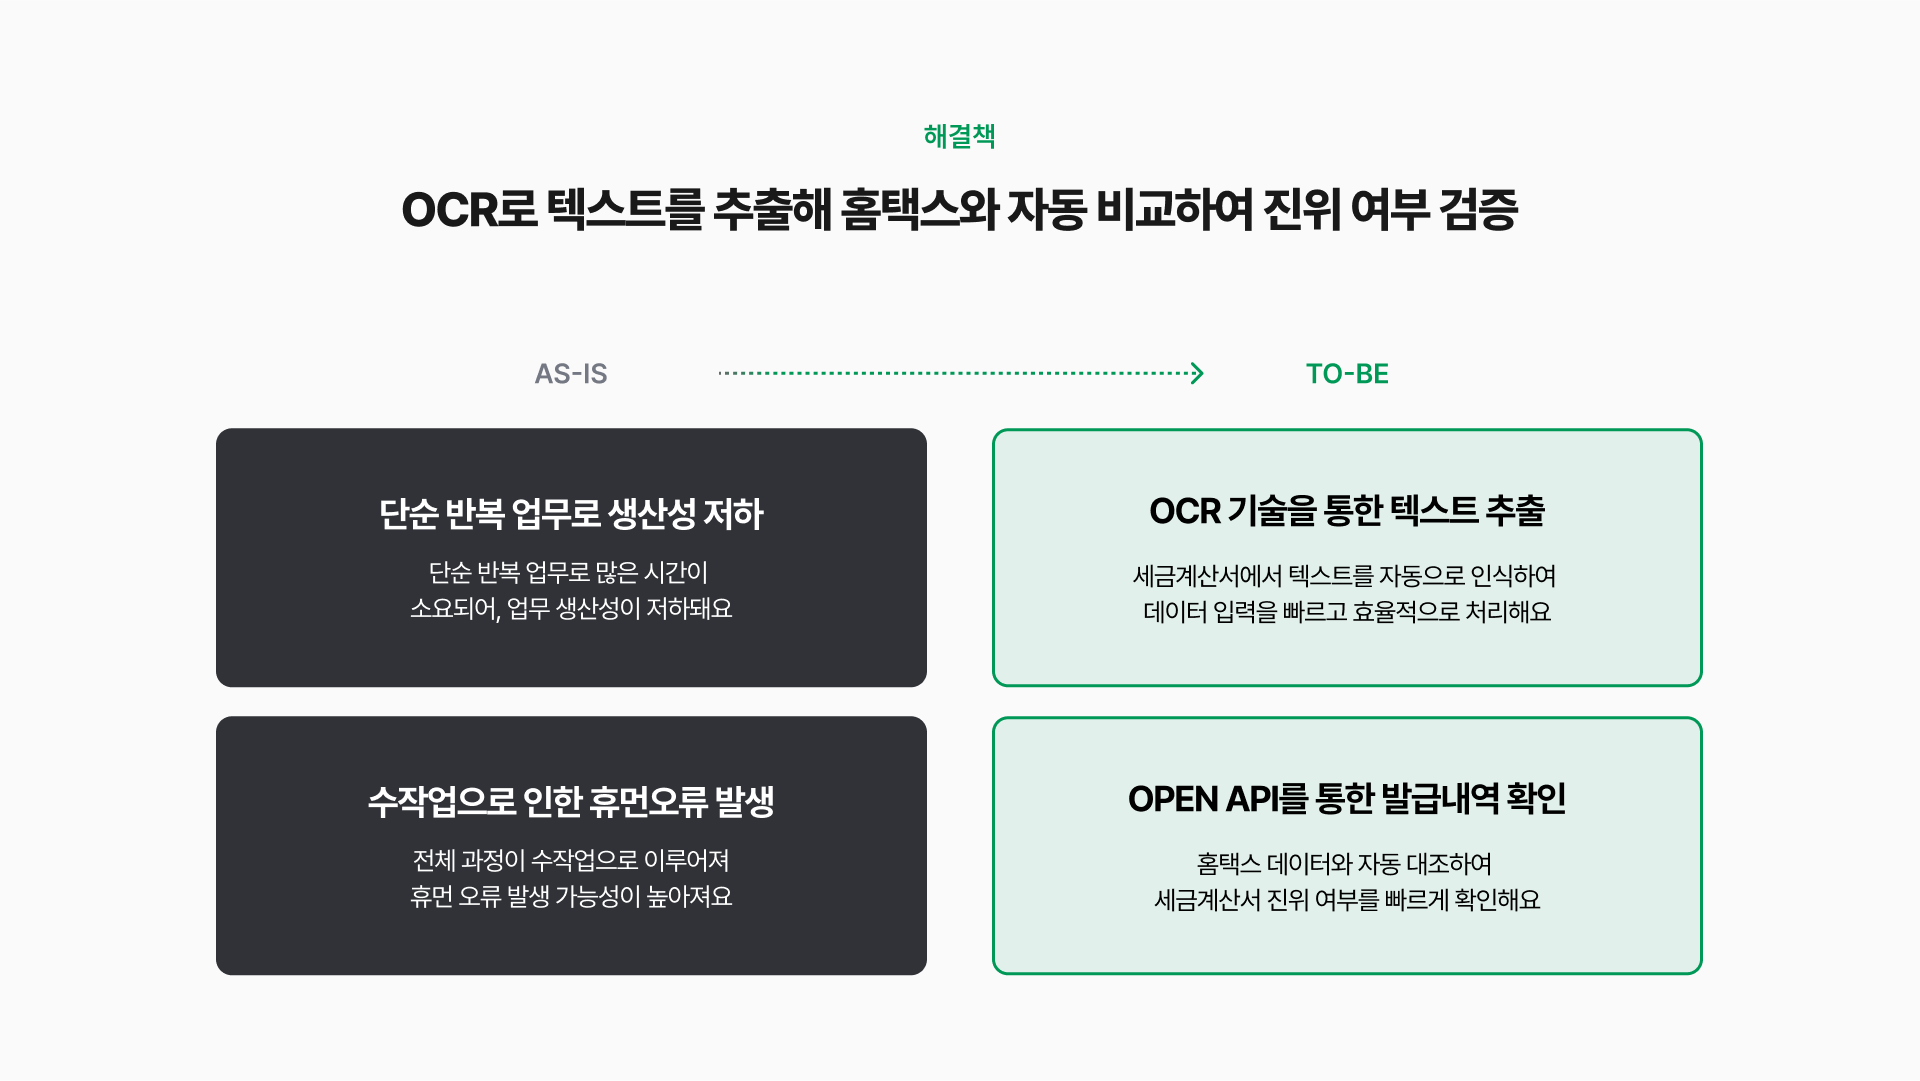 해결책
OCR로 텍스트를 추출해 홈택스와 자동 비교하여 진위 여부 검증
AS-IS
TO-BE
단순 반복 업무로 생산성 저하
단순 반복 업무로 많은 시간이
소요되어, 업무 생산성이 저하돼요
OCR 기술을 통한 텍스트 추출
세금계산서에서 텍스트를 자동으로 인식하여
데이터 입력을 빠르고 효율적으로 처리해요
수작업으로 인한 휴먼오류 발생
전체 과정이 수작업으로 이루어져
휴먼 오류 발생 가능성이 높아져요
OPEN API를 통한 발급내역 확인
홈택스 데이터와 자동 대조하여
세금계산서 진위 여부를 빠르게 확인해요